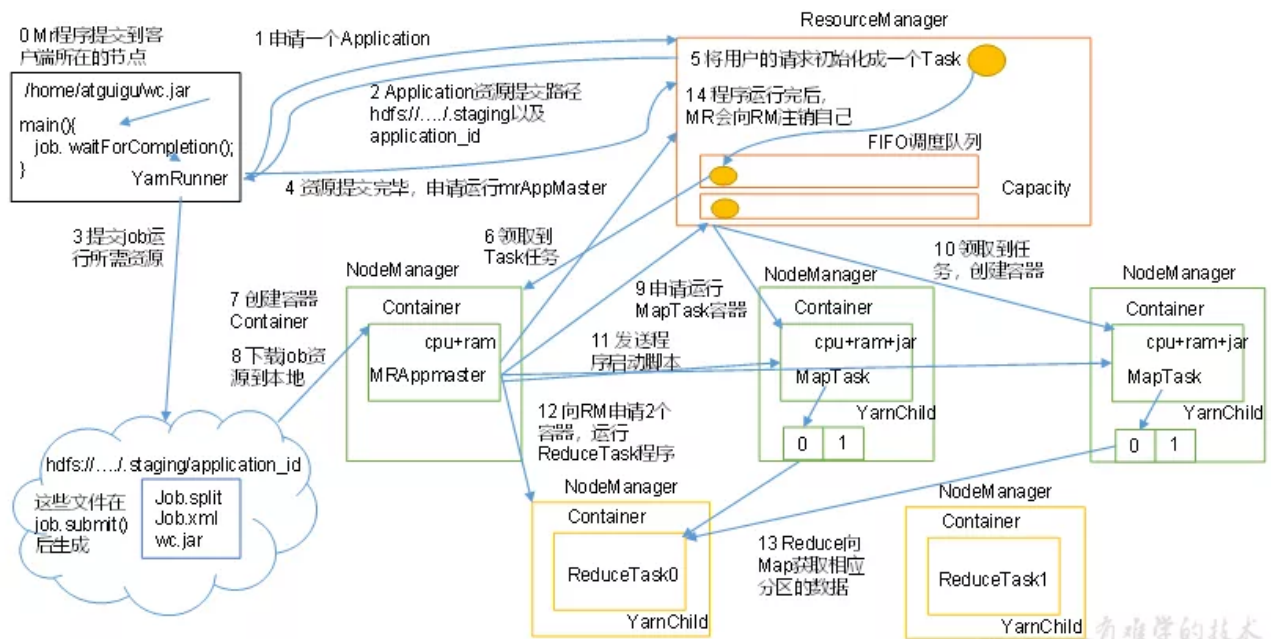 ResourceManager
0 Mr程序提交到客
户端所在的节点
/home/atguigu/wc.jar
main(){
job. waitForCompletion();
}
YarnRunner
1 申请一个Application
2 Application资源提交路径
hdfs://…./.staging以及
application_id
4 资源提交完毕，申请运行mrAppMaster
5 将用户的请求初始化成一个Task
14 程序运行完后，
MR会向RM注销自己
FIFO调度队列
Capacity
3 提交job运
行所需资源
6 领取到
Task任务
7 创建容器
Container
8 下载job资
源到本地
NodeManager
Container
cpu+ram
MRAppmaster
9 申请运行
MapTask容器
11 发送程
序启动脚本
10 领取到任
务，创建容器
NodeManager
Container
cpu+ram+jar
MapTask
YarnChild
0 1
NodeManager
Container
cpu+ram+jar
MapTask
YarnChild
0 1
12 向RM申请2个
容器，运行
ReduceTask程序
hdfs://…./.staging/application_id
这些文件在
job.submit()
后生成
Job.split
Job.xml
wc.jar
NodeManager
Container
ReduceTask0
YarnChild
13 Reduce向
Map获取相应
分区的数据
NodeManager
Container
ReduceTask1
YarnChild
有难学的技术